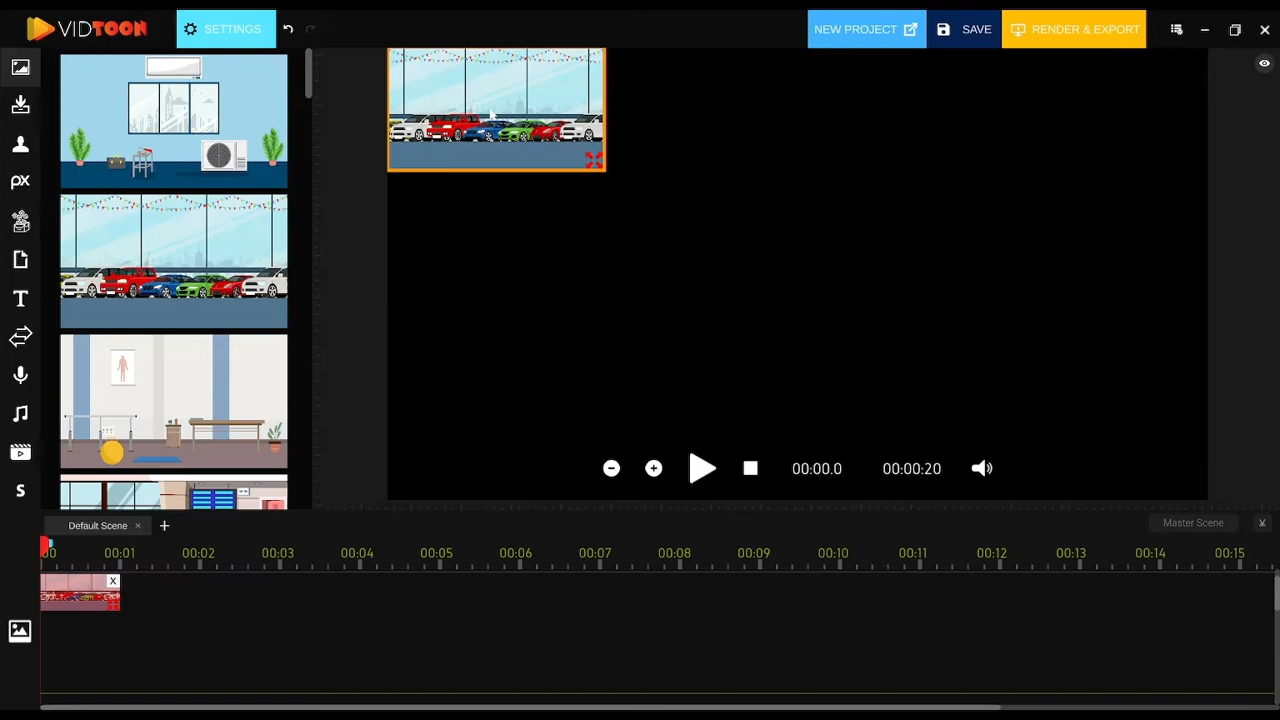 VIDTOON
SETTINGS
NEW PROJECT
SAVE
RENDER & EXPORT
PX
T
S
00:00.0
00:00:20
Default Scene ×
+
Master Scene
00 00:01 00:02 00:03 00:04 00:05 00:06 00:07 00:08 00:09 00:10 00:11 00:12 00:13 00:14 00:15
X